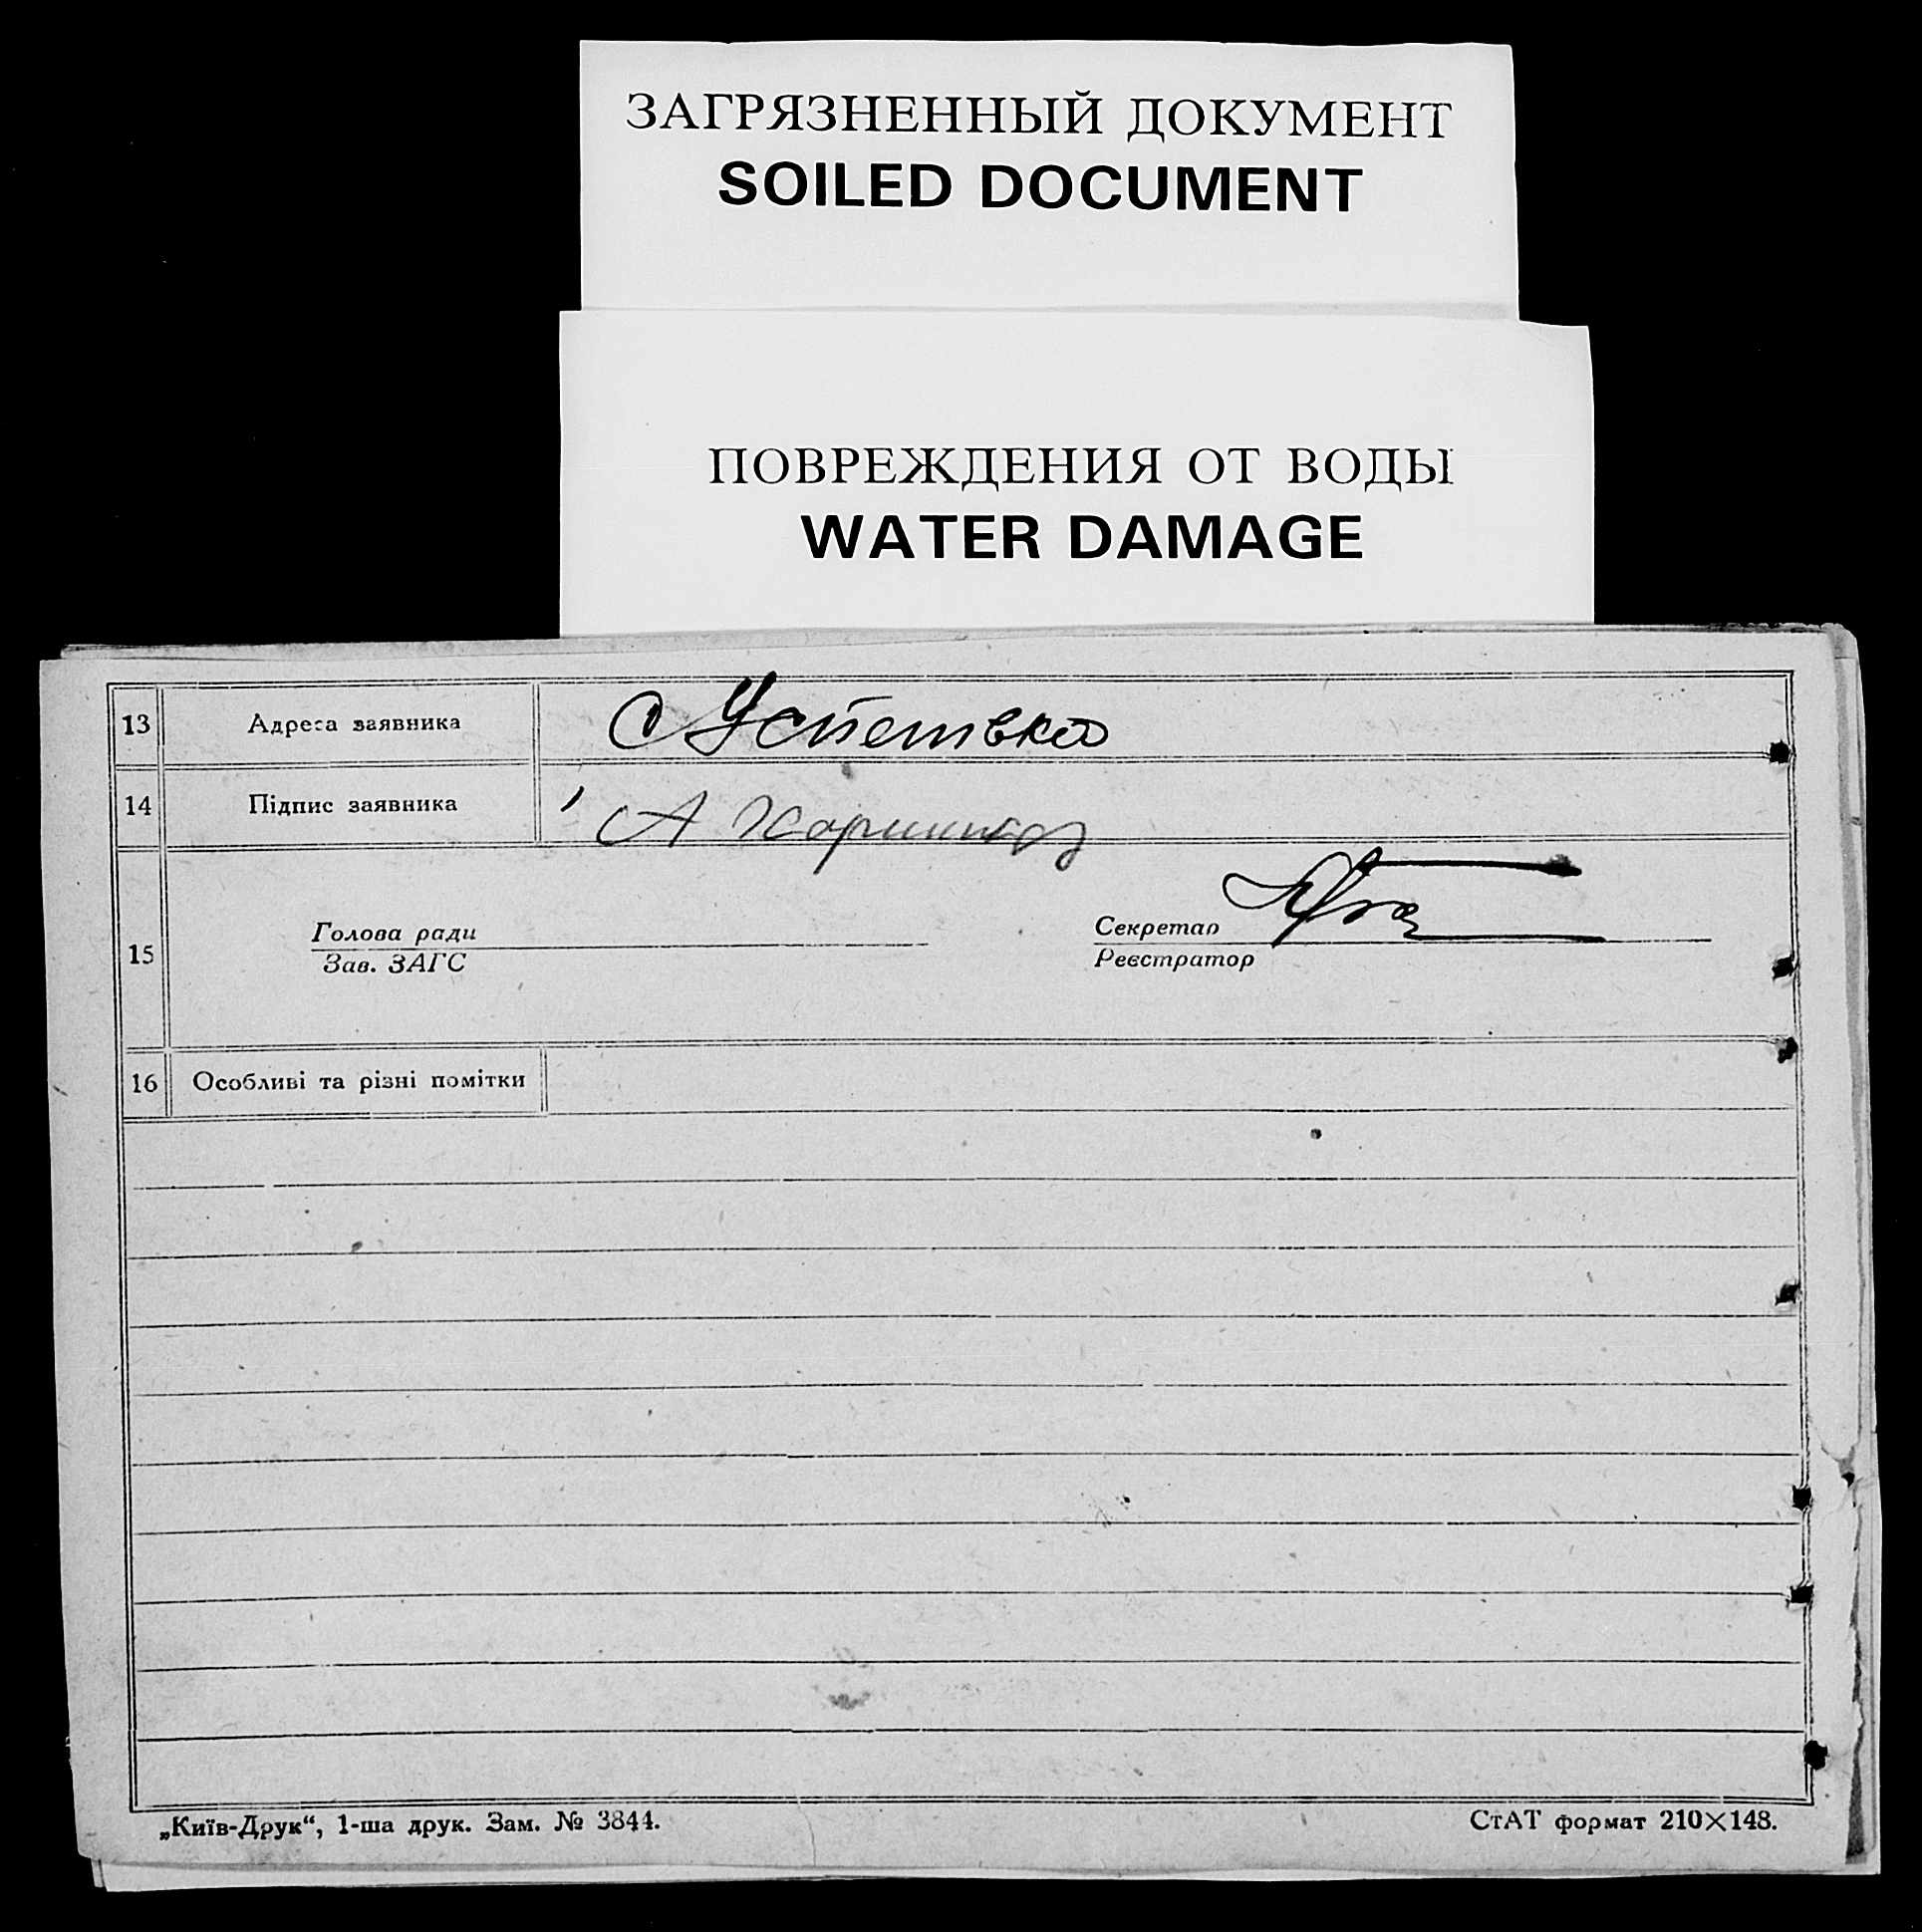 ЗАГРЯЗНЕННЫЙ ДОКУМЕНТ
SOILED DOCUMENT
ПОВРЕЖДЕНИЯ ОТ ВОДЫ
WATER DAMAGE
13 Адреса заявника с
14 Підпис заявника А
Голова ради Секретар
15
Зав. ЗАГС Реєстратор
16 Особливі та різні помітки
„Київ-Друк“, 1-ша друк. Зам. № 3844. СтАТ формат 210×148.